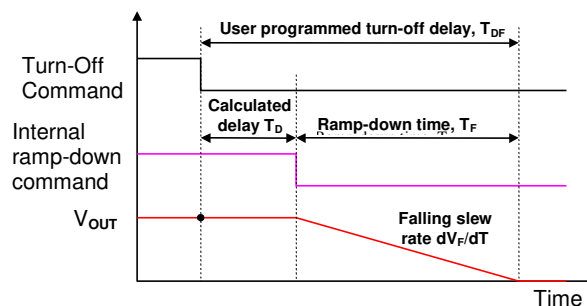 User programmed turn-off delay, TDF
Turn-Off
Command
Calculated
delay TD
Ramp-down time, TF
Internal
ramp-down
command
VOUT
Falling slew
rate dVF/dT
Time